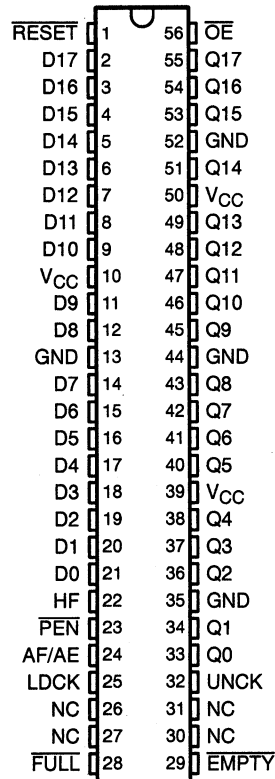 R̅E̅S̅E̅T̅ 1 56 O̅E̅
D17 2 55 Q17
D16 3 54 Q16
D15 4 53 Q15
D14 5 52 GND
D13 6 51 Q14
D12 7 50 VCC
D11 8 49 Q13
D10 9 48 Q12
VCC 10 47 Q11
D9 11 46 Q10
D8 12 45 Q9
GND 13 44 GND
D7 14 43 Q8
D6 15 42 Q7
D5 16 41 Q6
D4 17 40 Q5
D3 18 39 VCC
D2 19 38 Q4
D1 20 37 Q3
D0 21 36 Q2
HF 22 35 GND
P̅E̅N̅ 23 34 Q1
AF/AE 24 33 Q0
LDCK 25 32 UNCK
NC 26 31 NC
NC 27 30 NC
F̅U̅L̅L̅ 28 29 E̅M̅P̅T̅Y̅